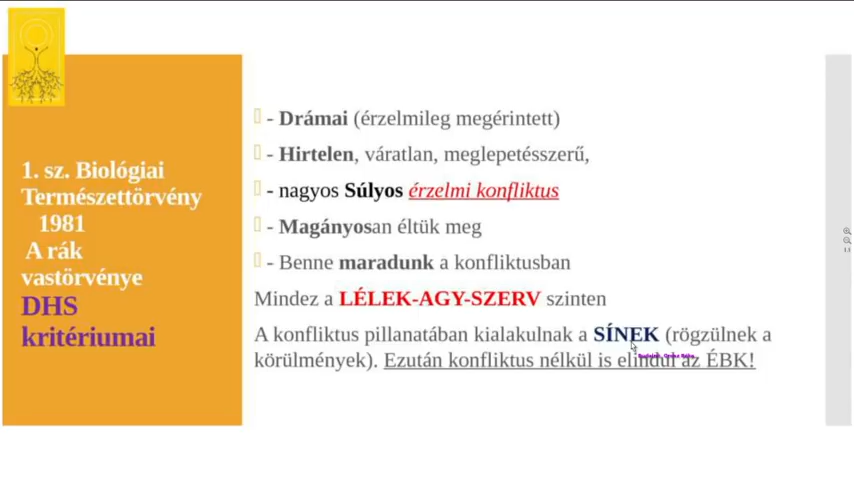 1. sz. Biológiai
Természettörvény
1981
A rák
vastörvénye
DHS
kritériumai
- Drámai (érzelmileg megérintett)
- Hirtelen, váratlan, meglepetésszerű,
- nagyos Súlyos érzelmi konfliktus
- Magányosan éltük meg
- Benne maradunk a konfliktusban
Mindez a LÉLEK-AGY-SZERV szinten
A konfliktus pillanatában kialakulnak a SÍNEK (rögzülnek a
körülmények). Ezután konfliktus nélkül is elindul az ÉBK!